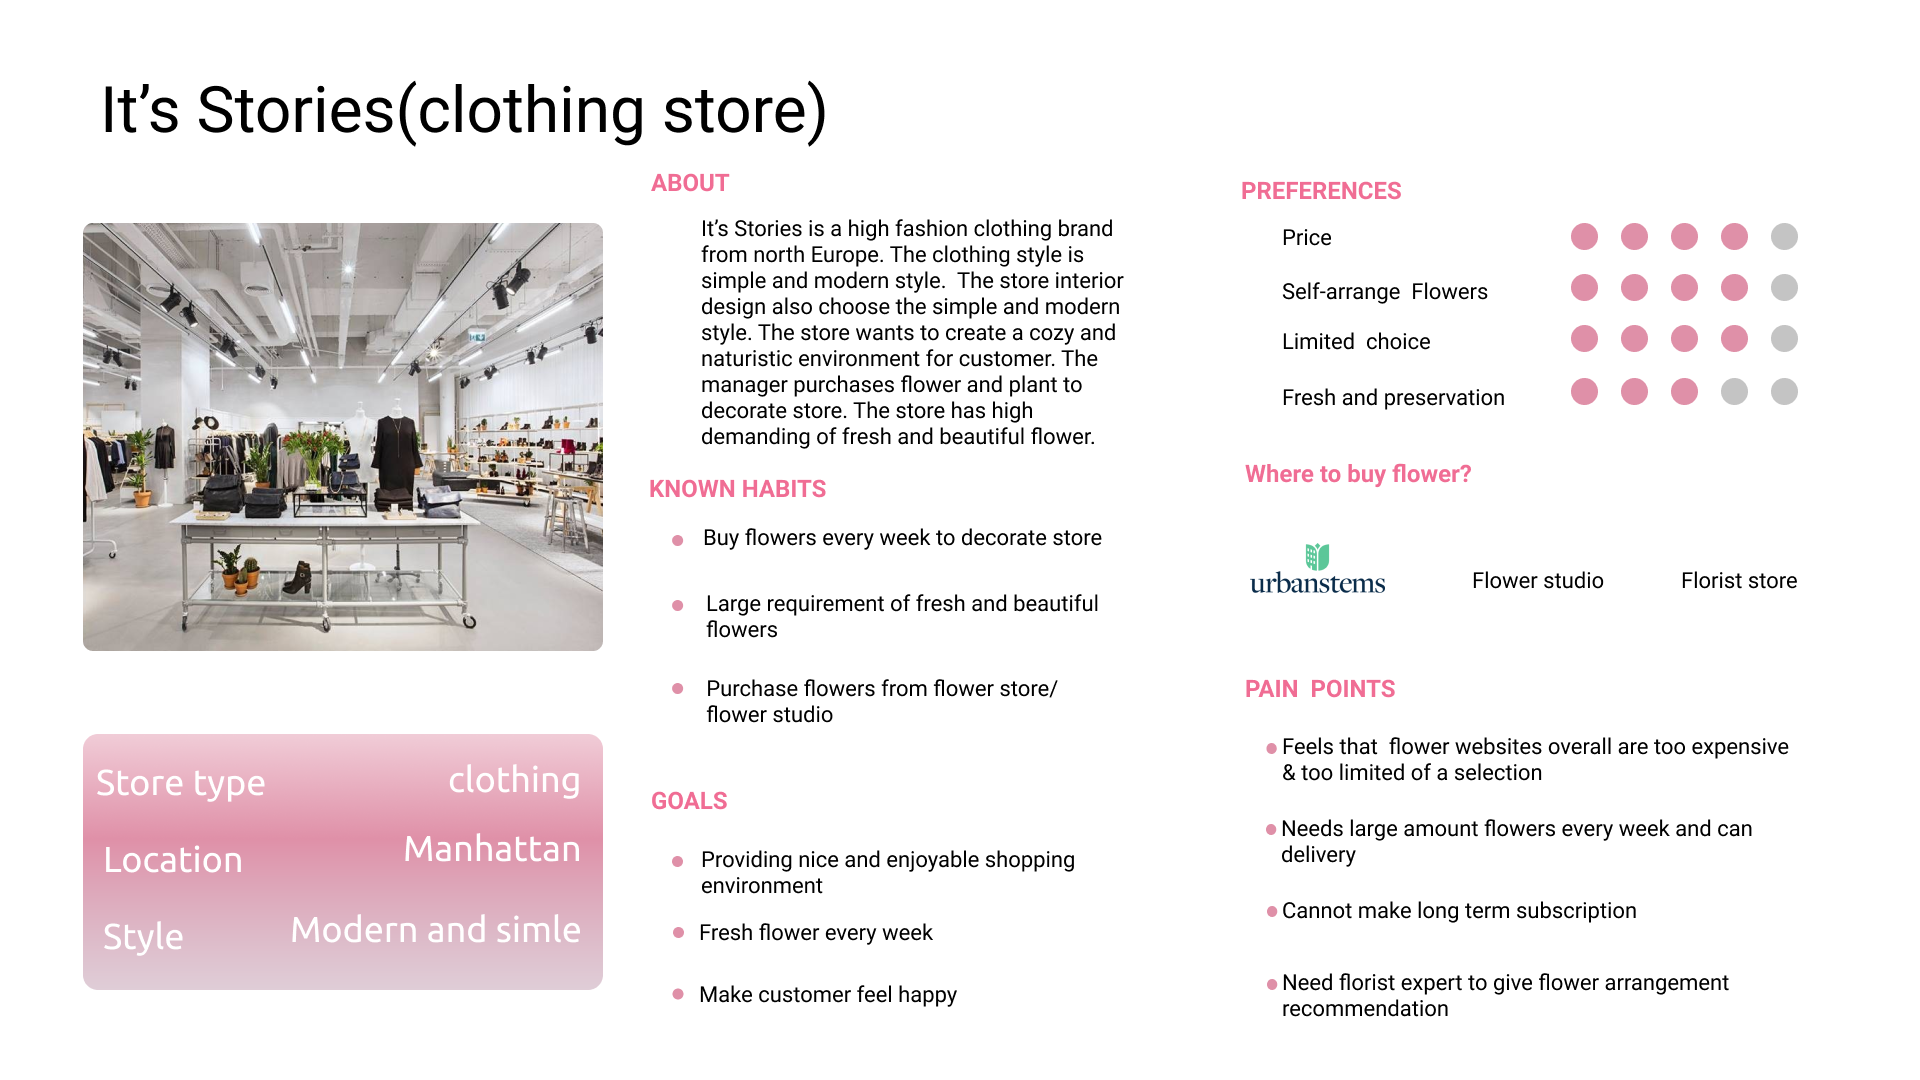 It’s Stories(clothing store)
ABOUT
It’s Stories is a high fashion clothing brand
from north Europe. The clothing style is
simple and modern style.  The store interior
design also choose the simple and modern
style. The store wants to create a cozy and
naturistic environment for customer. The
manager purchases flower and plant to
decorate store. The store has high
demanding of fresh and beautiful flower.
KNOWN HABITS
Buy flowers every week to decorate store
Large requirement of fresh and beautiful
flowers
Purchase flowers from flower store/
flower studio
GOALS
Providing nice and enjoyable shopping
environment
Fresh flower every week
Make customer feel happy
Store type clothing
Location Manhattan
Style Modern and simle
PREFERENCES
Price
Self-arrange  Flowers
Limited  choice
Fresh and preservation
Where to buy flower?
urbanstems Flower studio Florist store
PAIN  POINTS
Feels that  flower websites overall are too expensive
& too limited of a selection
Needs large amount flowers every week and can
delivery
Cannot make long term subscription
Need florist expert to give flower arrangement
recommendation